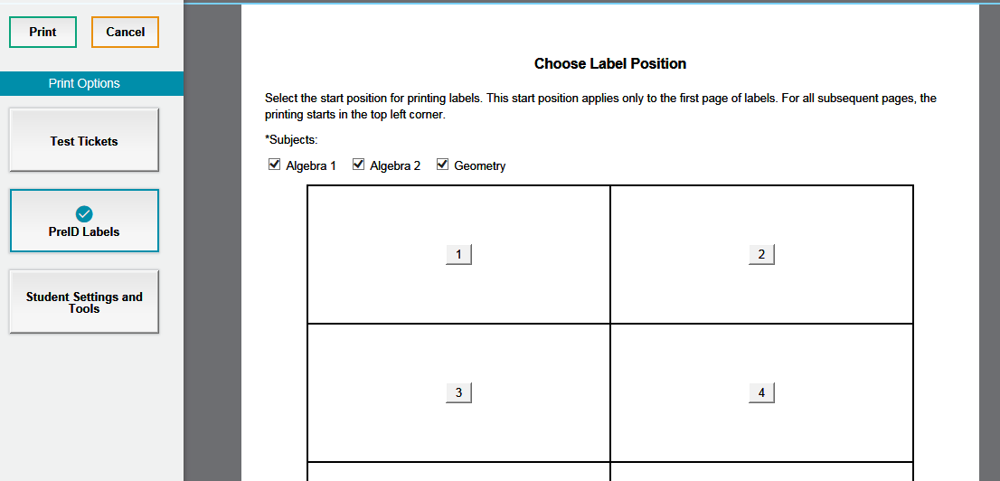 Print Cancel
Print Options
Test Tickets
PreID Labels
Student Settings and
Tools
Choose Label Position
Select the start position for printing labels. This start position applies only to the first page of labels. For all subsequent pages, the
printing starts in the top left corner.
*Subjects:
Algebra 1 Algebra 2 Geometry
1 2
3 4